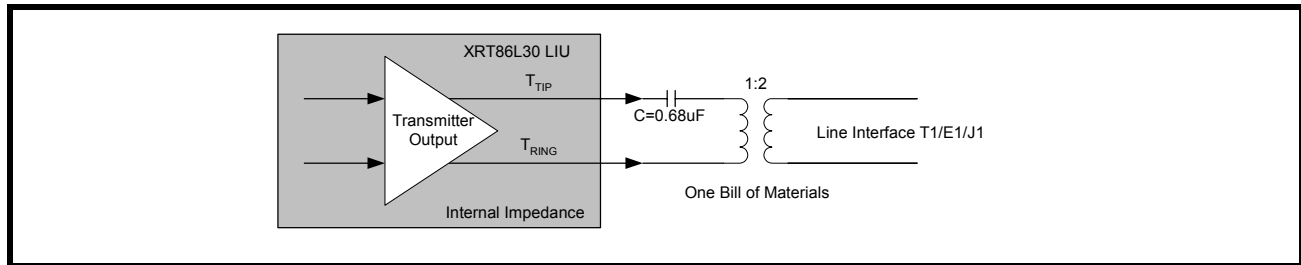 XRT86L30 LIU
TTIP
1:2
C=0.68uF
Transmitter
Output
Line Interface T1/E1/J1
TRING
One Bill of Materials
Internal Impedance